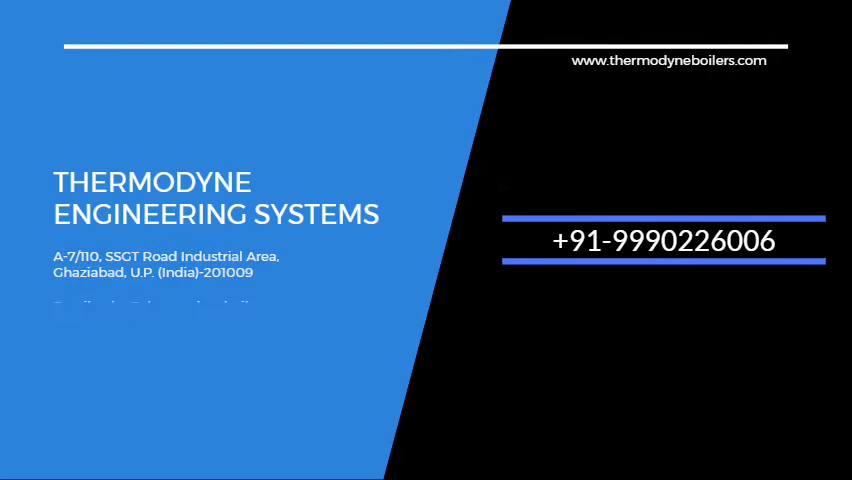 www.thermodyneboilers.com
THERMODYNE
ENGINEERING SYSTEMS
A-7/110, SSGT Road Industrial Area,
Ghaziabad, U.P. (India)-201009
+91-9990226006